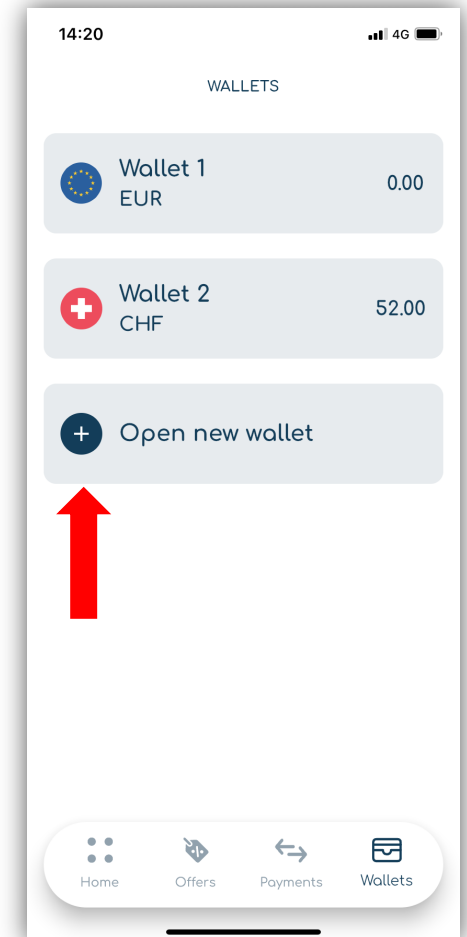 14:20
4G
WALLETS
Wallet 1
EUR
0.00
Wallet 2
CHF
52.00
Open new wallet
Home
Offers
Payments
Wallets